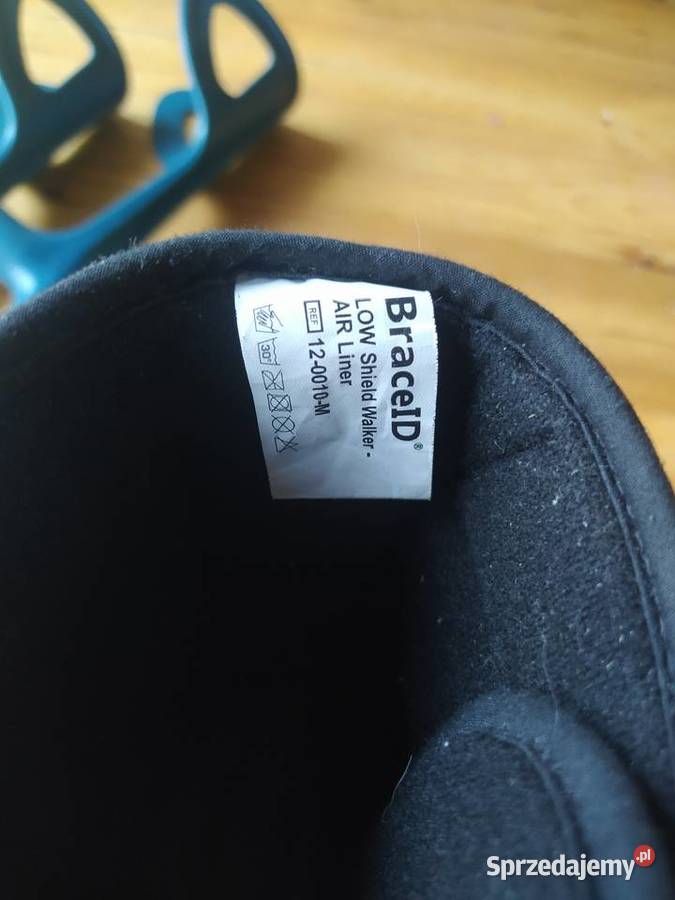 BraceID®
LOW Shield Walker -
AIR Liner
REF 12-0010-M
30°
Sprzedajemy.pl